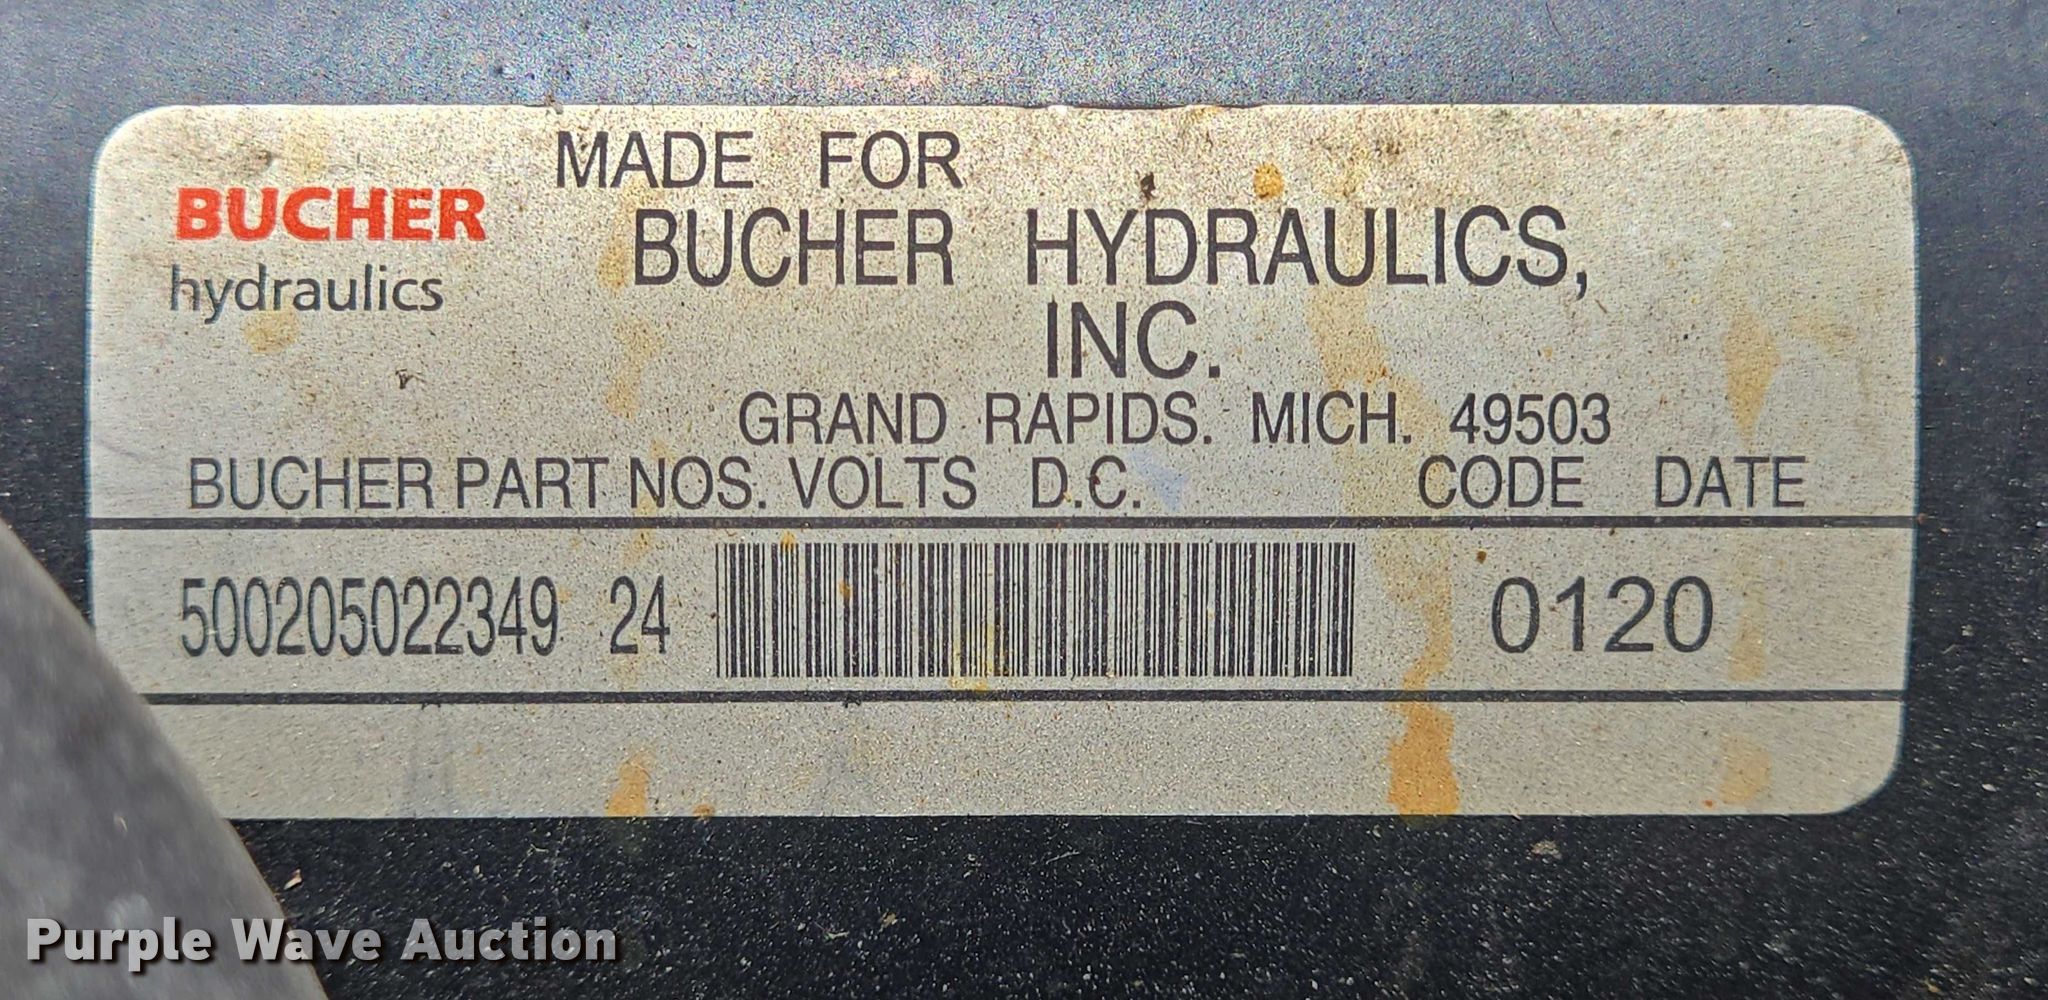 MADE FOR
BUCHER
hydraulics
BUCHER HYDRAULICS,
INC.
GRAND RAPIDS. MICH. 49503
BUCHER PART NOS. VOLTS D.C. CODE DATE
500205022349 24 0120
Purple Wave Auction